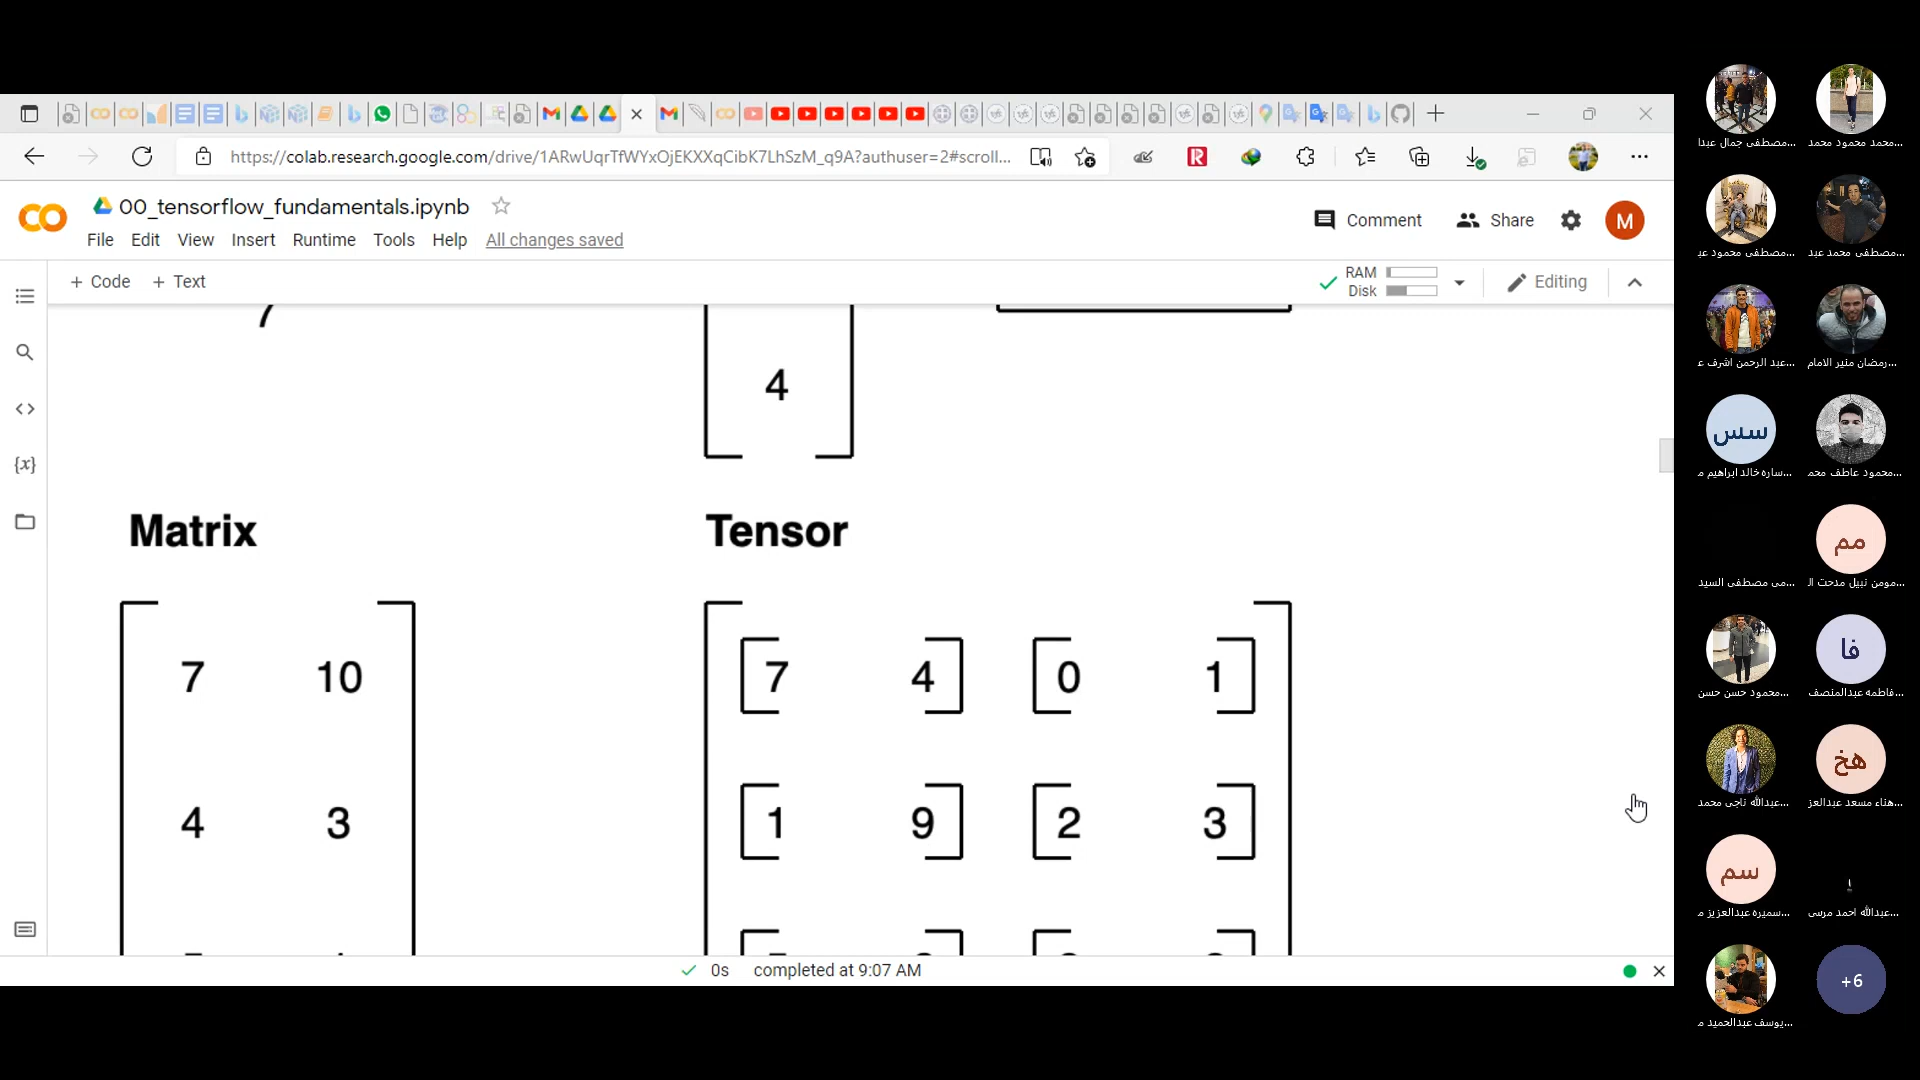 https://colab.research.google.com/drive/1ARwUqrTfWYxOjEKXXqCibK7LhSzM_q9A?authuser=2#scroll...
00_tensorflow_fundamentals.ipynb
File Edit View Insert Runtime Tools Help All changes saved
Comment Share M
+ Code + Text
RAM
Disk
Editing
7
4
Matrix Tensor
7 10 7 4 0 1
4 3 1 9 2 3
0s completed at 9:07 AM
مصطفى جمال عبدا...
محمد محمود محمد...
مصطفى محمود عبـ...
مصطفى محمد عبد...
عبد الرحمن اشرف عـ...
رمضان منير الامام...
سس
ساره خالد ابراهيم م...
محمود عاطف محمـ...
مى مصطفى السيد...
مم
مومن نبيل مدحت الـ...
محمود حسن حسن...
فا
فاطمه عبدالمنصف...
عبدالله ناجى محمد...
هخ
هناء مسعد عبدالعز...
سم
سميره عبدالعزيز م...
عبدالله احمد مرسى...
يوسف عبدالحميد م...
+6